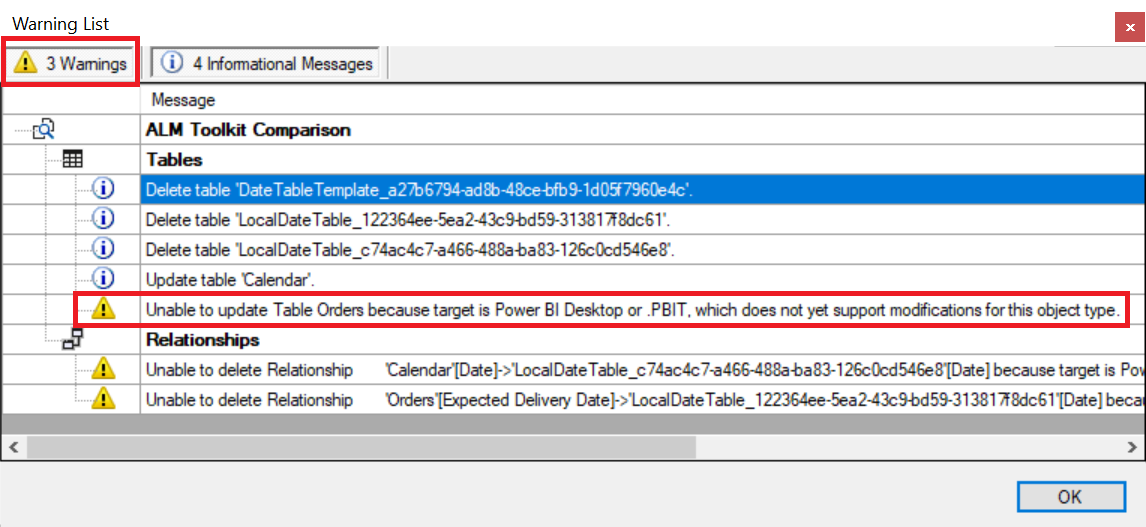 Warning List
3 Warnings
4 Informational Messages
Message
ALM Toolkit Comparison
Tables
Delete table 'DateTableTemplate_a27b6794-ad8b-48ce-bfb9-1d05f7960e4c'.
Delete table 'LocalDateTable_122364ee-5ea2-43c9-bd59-313817f8dc61'.
Delete table 'LocalDateTable_c74ac4c7-a466-488a-ba83-126c0cd546e8'.
Update table 'Calendar'.
Unable to update Table Orders because target is Power BI Desktop or .PBIT, which does not yet support modifications for this object type.
Relationships
Unable to delete Relationship 'Calendar'[Date]->'LocalDateTable_c74ac4c7-a466-488a-ba83-126c0cd546e8'[Date] because target is Pow
Unable to delete Relationship 'Orders'[Expected Delivery Date]->'LocalDateTable_122364ee-5ea2-43c9-bd59-313817f8dc61'[Date] becau
OK